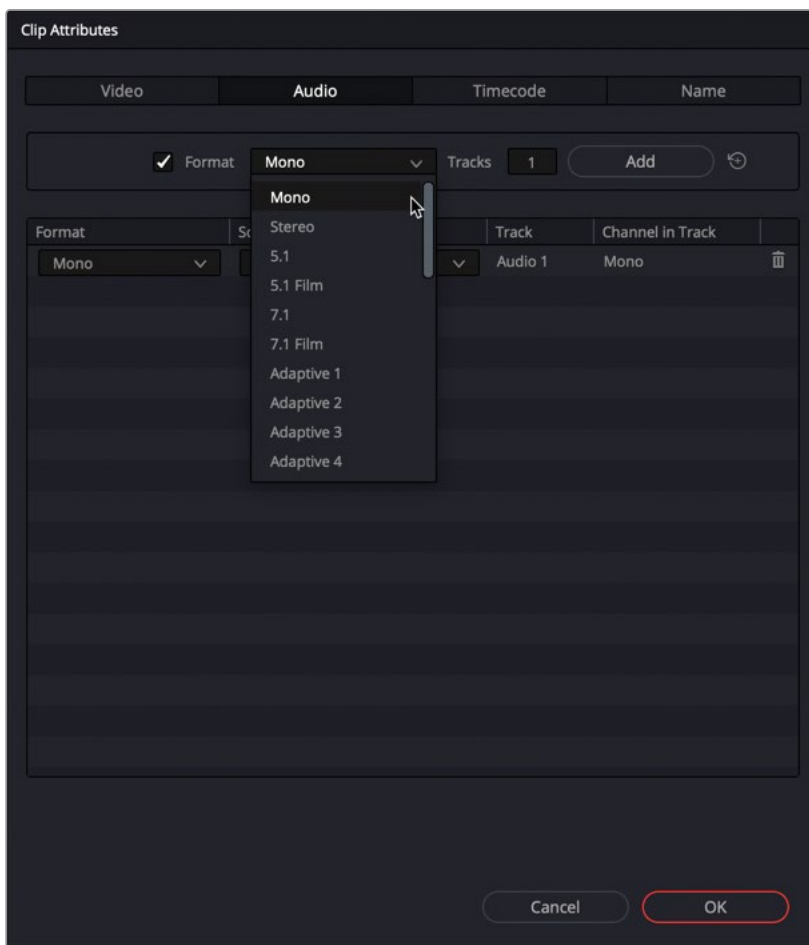 Clip Attributes
Video Audio Timecode Name
Format Mono Tracks 1 Add
Mono
Stereo
5.1
5.1 Film
7.1
7.1 Film
Adaptive 1
Adaptive 2
Adaptive 3
Adaptive 4
Format Track Channel in Track
Mono Audio 1 Mono
Cancel OK